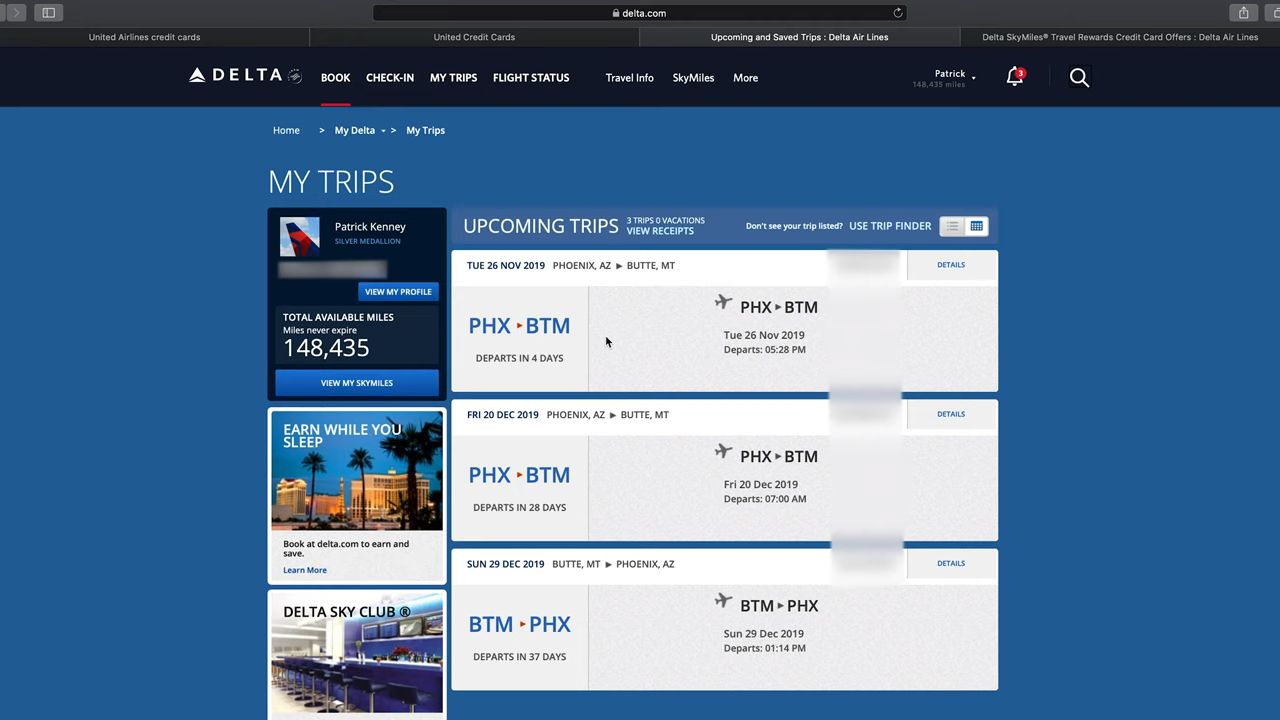 delta.com
United Airlines credit cards
United Credit Cards
Upcoming and Saved Trips : Delta Air Lines
Delta SkyMiles® Travel Rewards Credit Card Offers : Delta Air Lines
DELTA
BOOK
CHECK-IN
MY TRIPS
FLIGHT STATUS
Travel Info
SkyMiles
More
Patrick
148,435 miles
3
Home > My Delta > My Trips
MY TRIPS
Patrick Kenney
SILVER MEDALLION
VIEW MY PROFILE
TOTAL AVAILABLE MILES
Miles never expire
148,435
VIEW MY SKYMILES
EARN WHILE YOU
SLEEP
Book at delta.com to earn and
save.
Learn More
DELTA SKY CLUB ®
UPCOMING TRIPS
3 TRIPS 0 VACATIONS
VIEW RECEIPTS
Don't see your trip listed? USE TRIP FINDER
TUE 26 NOV 2019 PHOENIX, AZ ▶ BUTTE, MT
DETAILS
PHX ▸ BTM
DEPARTS IN 4 DAYS
PHX ▸ BTM
Tue 26 Nov 2019
Departs: 05:28 PM
FRI 20 DEC 2019 PHOENIX, AZ ▶ BUTTE, MT
DETAILS
PHX ▸ BTM
DEPARTS IN 28 DAYS
PHX ▸ BTM
Fri 20 Dec 2019
Departs: 07:00 AM
SUN 29 DEC 2019 BUTTE, MT ▶ PHOENIX, AZ
DETAILS
BTM ▸ PHX
DEPARTS IN 37 DAYS
BTM ▸ PHX
Sun 29 Dec 2019
Departs: 01:14 PM